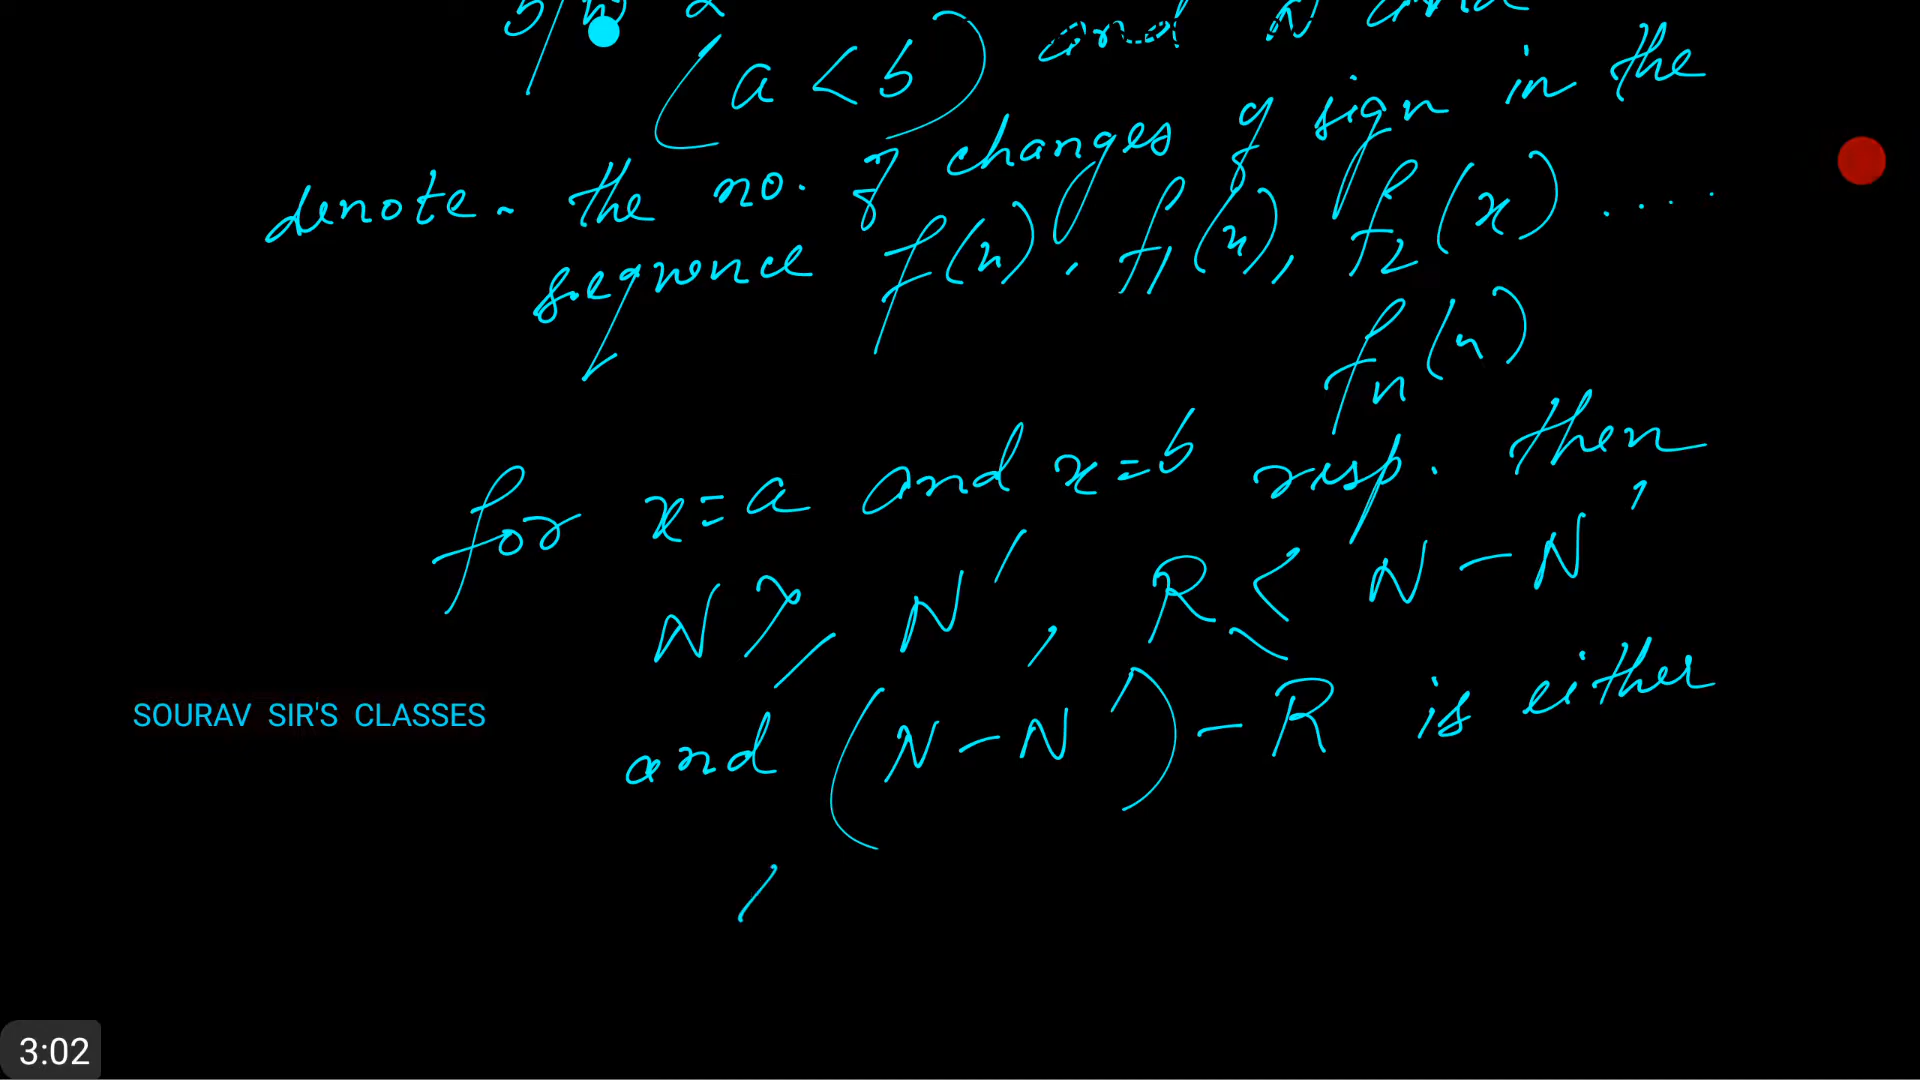 (a < b) and N and
denote the no. of changes of sign in the
sequence f(x), f1(x), f2(x) ....
fn(x)
for x = a and x = b resp. then
N ⩾ N', R ⩽ N - N'
and (N - N') - R is either
,
SOURAV SIR'S CLASSES
3:02